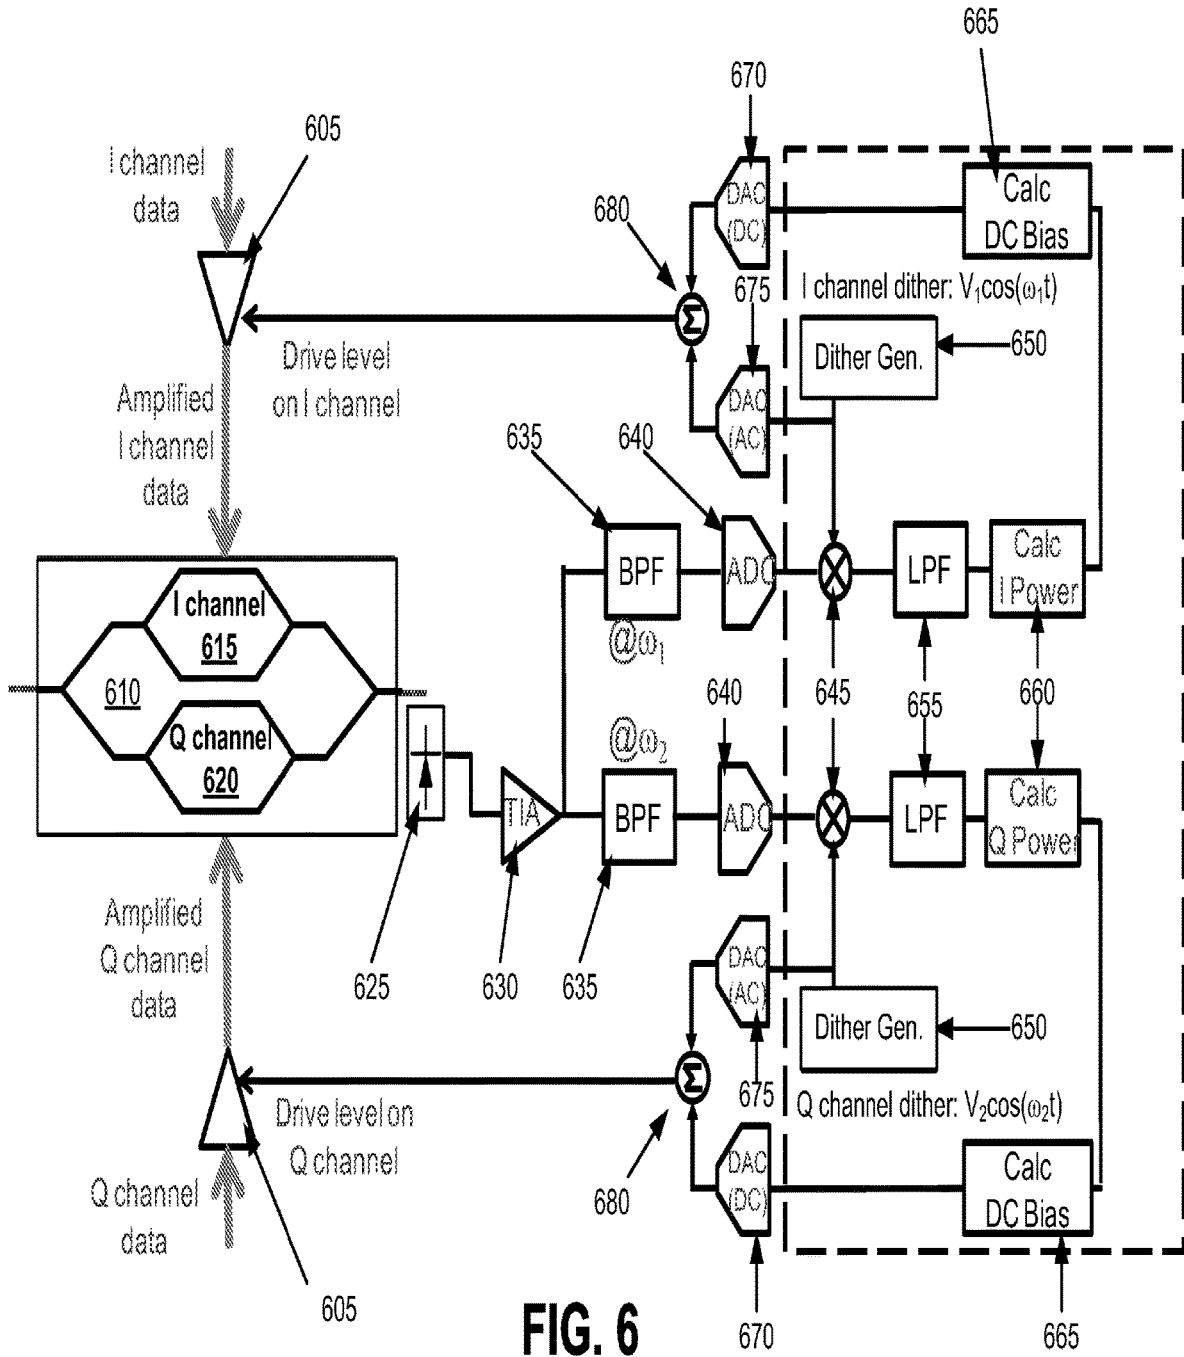 665
670
605
I channel
data
680
DAC
(DC)
Calc
DC Bias
675
I channel dither: V₁cos(ω₁t)
Σ
Dither Gen.
650
Drive level
on I channel
Amplified
I channel
data
DAC
(AC)
635
640
BPF
ADC
LPF
Calc
I Power
@ω₁
I channel
615
610
Q channel
620
640
645
655
660
@ω₂
TIA
BPF
ADC
LPF
Calc
Q Power
Amplified
Q channel
data
625
630
635
DAC
(AC)
Dither Gen.
650
Σ
675
Q channel dither: V₂cos(ω₂t)
Drive level on
Q channel
680
DAC
(DC)
Calc
DC Bias
Q channel
data
605
670
665
FIG. 6